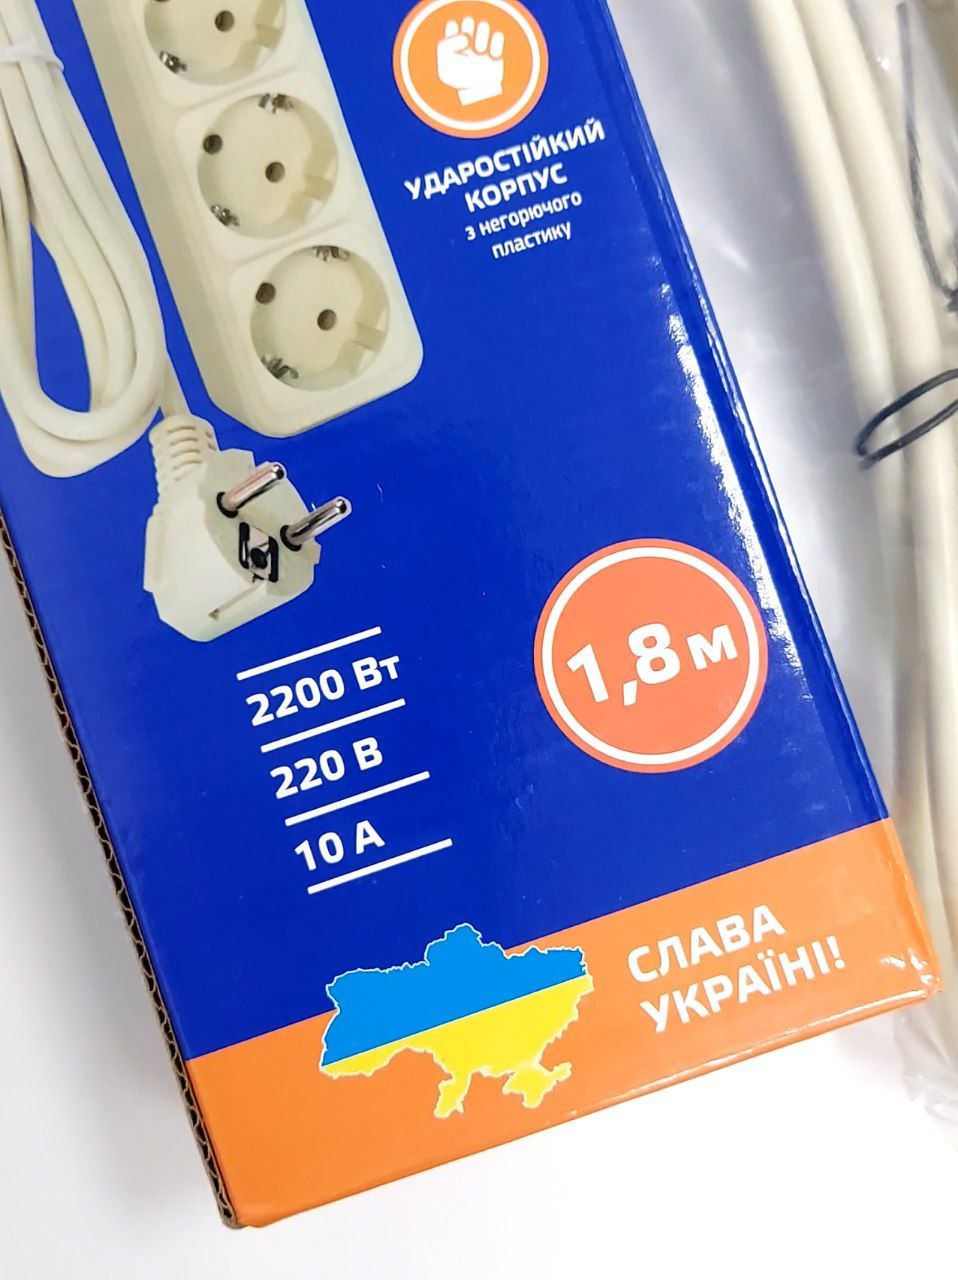 УДАРОСТІЙКИЙ
КОРПУС
з негорючого
пластику
1,8 м
2200 Вт
220 В
10 А
СЛАВА
УКРАЇНІ!